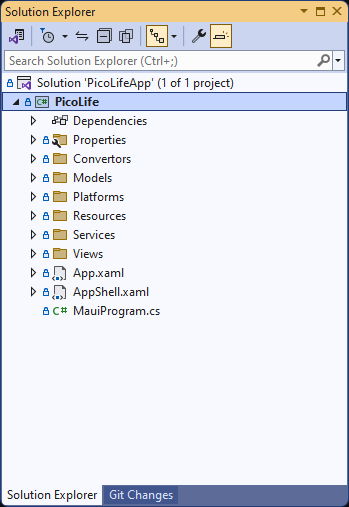 Solution Explorer
Search Solution Explorer (Ctrl+;)
Solution 'PicoLifeApp' (1 of 1 project)
C# PicoLife
Dependencies
Properties
Convertors
Models
Platforms
Resources
Services
Views
App.xaml
AppShell.xaml
C# MauiProgram.cs
Solution Explorer Git Changes